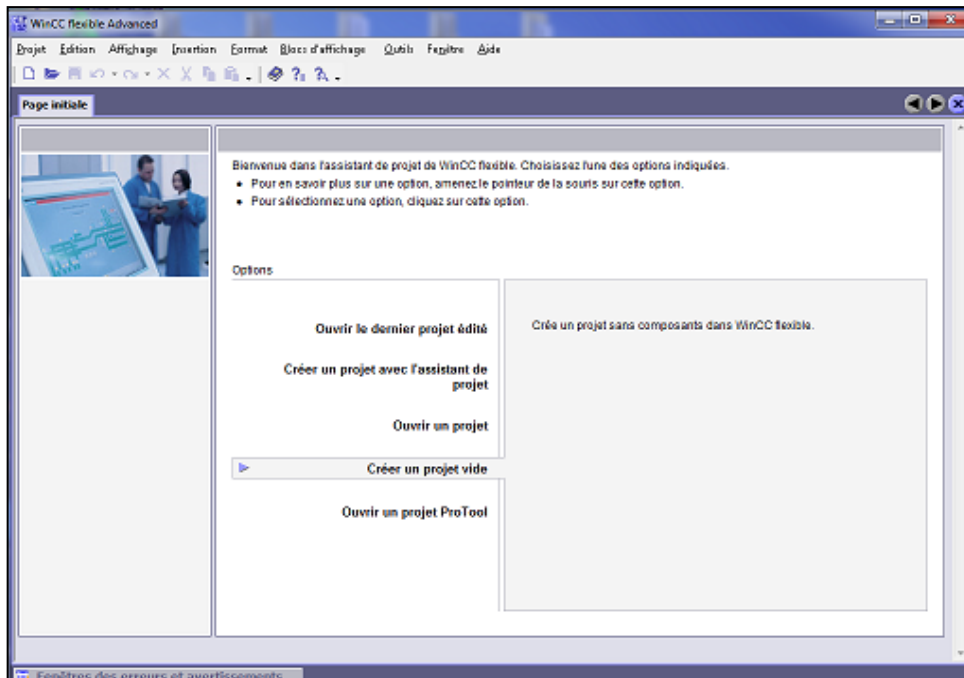 WinCC flexible Advanced
Projet Edition Affichage Insertion Format Blocs d'affichage Outils Fenêtre Aide
Page initiale
Bienvenue dans l'assistant de projet de WinCC flexible. Choisissez l'une des options indiquées.
• Pour en savoir plus sur une option, amenez le pointeur de la souris sur cette option.
• Pour sélectionnez une option, cliquez sur cette option.
Options
Ouvrir le dernier projet édité
Crée un projet sans composants dans WinCC flexible.
Créer un projet avec l'assistant de
projet
Ouvrir un projet
Créer un projet vide
Ouvrir un projet ProTool
Fenêtres des erreurs et avertissements